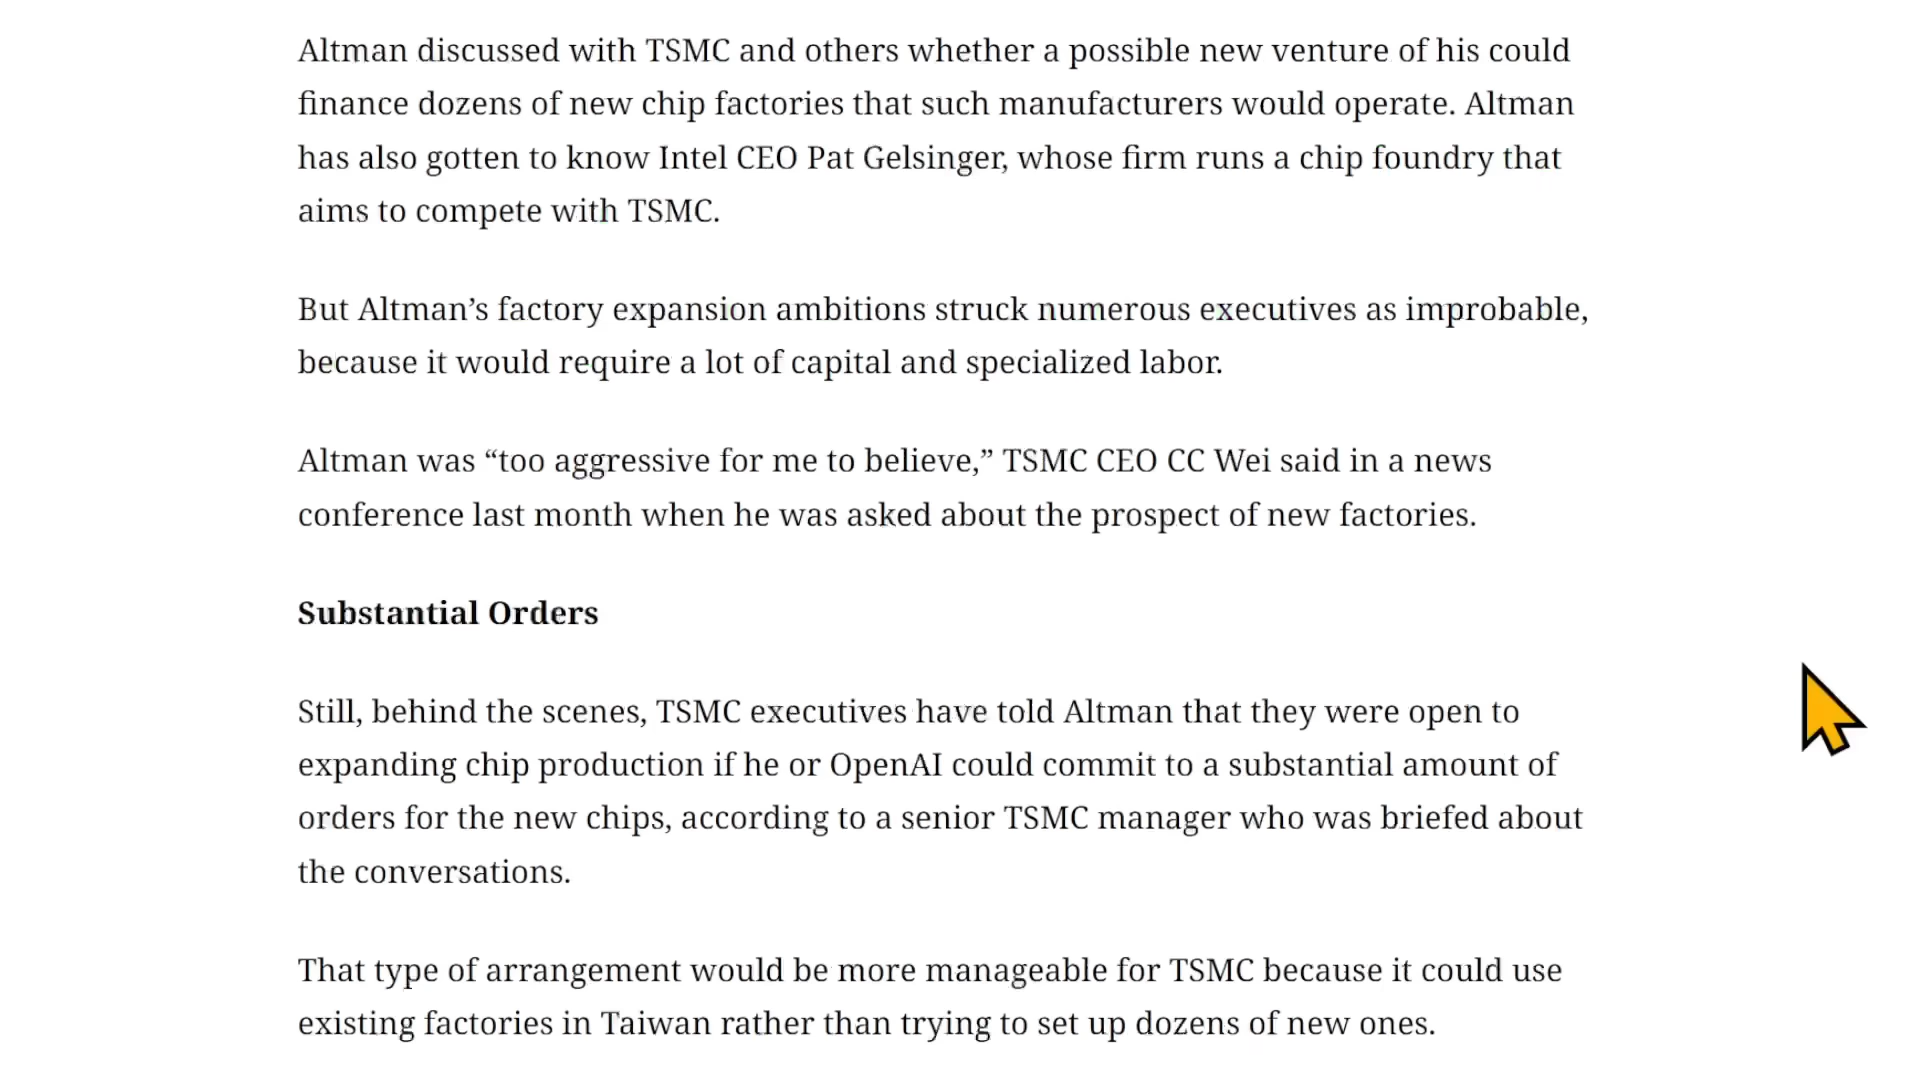 Altman discussed with TSMC and others whether a possible new venture of his could
finance dozens of new chip factories that such manufacturers would operate. Altman
has also gotten to know Intel CEO Pat Gelsinger, whose firm runs a chip foundry that
aims to compete with TSMC.
But Altman’s factory expansion ambitions struck numerous executives as improbable,
because it would require a lot of capital and specialized labor.
Altman was “too aggressive for me to believe,” TSMC CEO CC Wei said in a news
conference last month when he was asked about the prospect of new factories.
Substantial Orders
Still, behind the scenes, TSMC executives have told Altman that they were open to
expanding chip production if he or OpenAI could commit to a substantial amount of
orders for the new chips, according to a senior TSMC manager who was briefed about
the conversations.
That type of arrangement would be more manageable for TSMC because it could use
existing factories in Taiwan rather than trying to set up dozens of new ones.